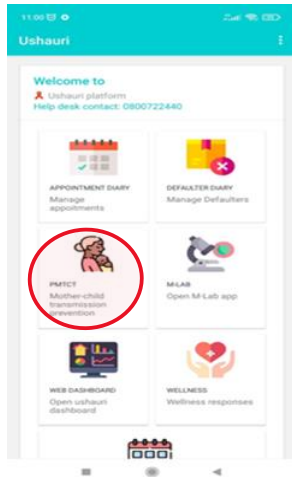 11:00
Ushauri
Welcome to
Ushauri platform
Help desk contact: 0800722440
APPOINTMENT DIARY
Manage
appoitments
DEFAULTER DIARY
Manage Defaulters
PMTCT
Mother-child
transmission
prevention
M-LAB
Open M-Lab app
WEB DASHBOARD
Open ushauri
dashboard
WELLNESS
Wellness responses